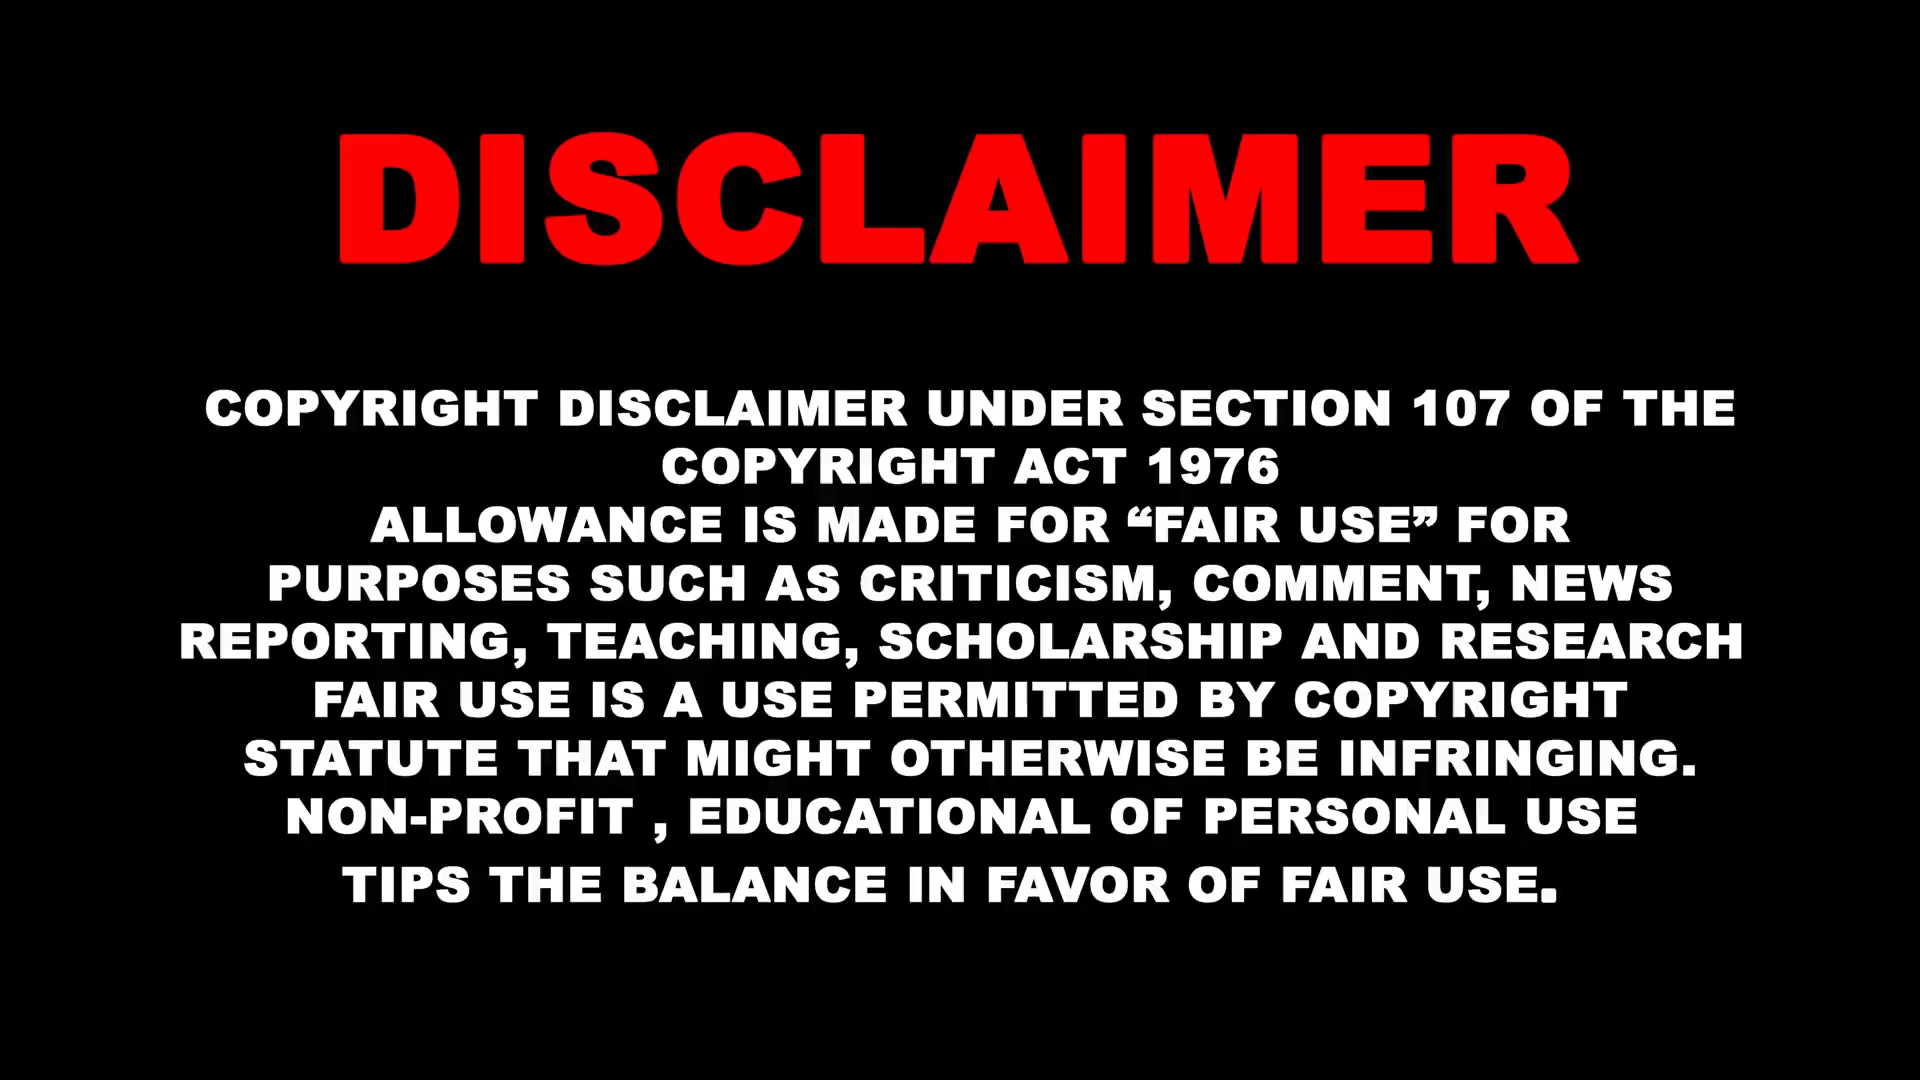 DISCLAIMER
COPYRIGHT DISCLAIMER UNDER SECTION 107 OF THE
COPYRIGHT ACT 1976
ALLOWANCE IS MADE FOR “FAIR USE” FOR
PURPOSES SUCH AS CRITICISM, COMMENT, NEWS
REPORTING, TEACHING, SCHOLARSHIP AND RESEARCH
FAIR USE IS A USE PERMITTED BY COPYRIGHT
STATUTE THAT MIGHT OTHERWISE BE INFRINGING.
NON-PROFIT , EDUCATIONAL OF PERSONAL USE
TIPS THE BALANCE IN FAVOR OF FAIR USE.